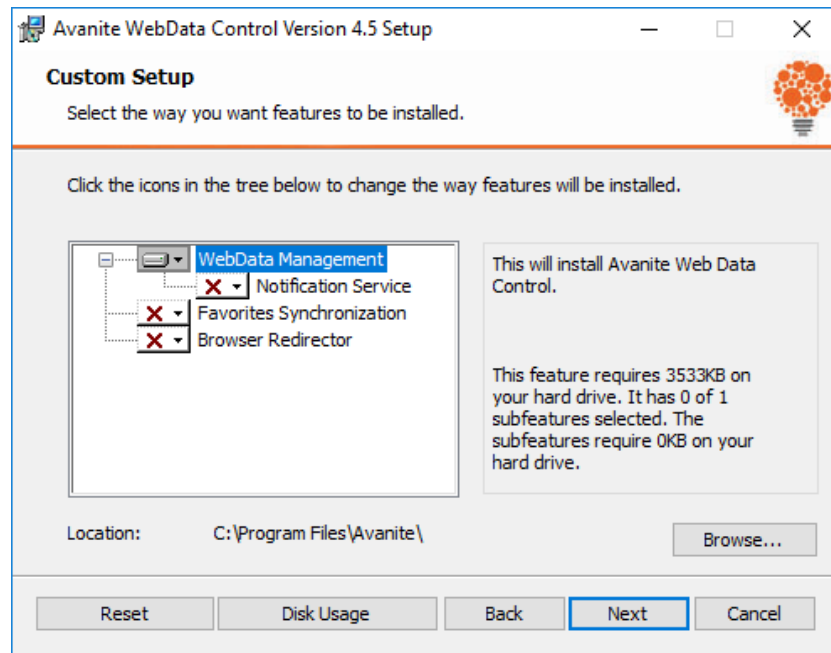 Avanite WebData Control Version 4.5 Setup
Custom Setup
Select the way you want features to be installed.
Click the icons in the tree below to change the way features will be installed.
WebData Management
Notification Service
Favorites Synchronization
Browser Redirector
This will install Avanite Web Data
Control.
This feature requires 3533KB on
your hard drive. It has 0 of 1
subfeatures selected. The
subfeatures require 0KB on your
hard drive.
Location: C:\Program Files\Avanite\
Browse...
Reset Disk Usage Back Next Cancel